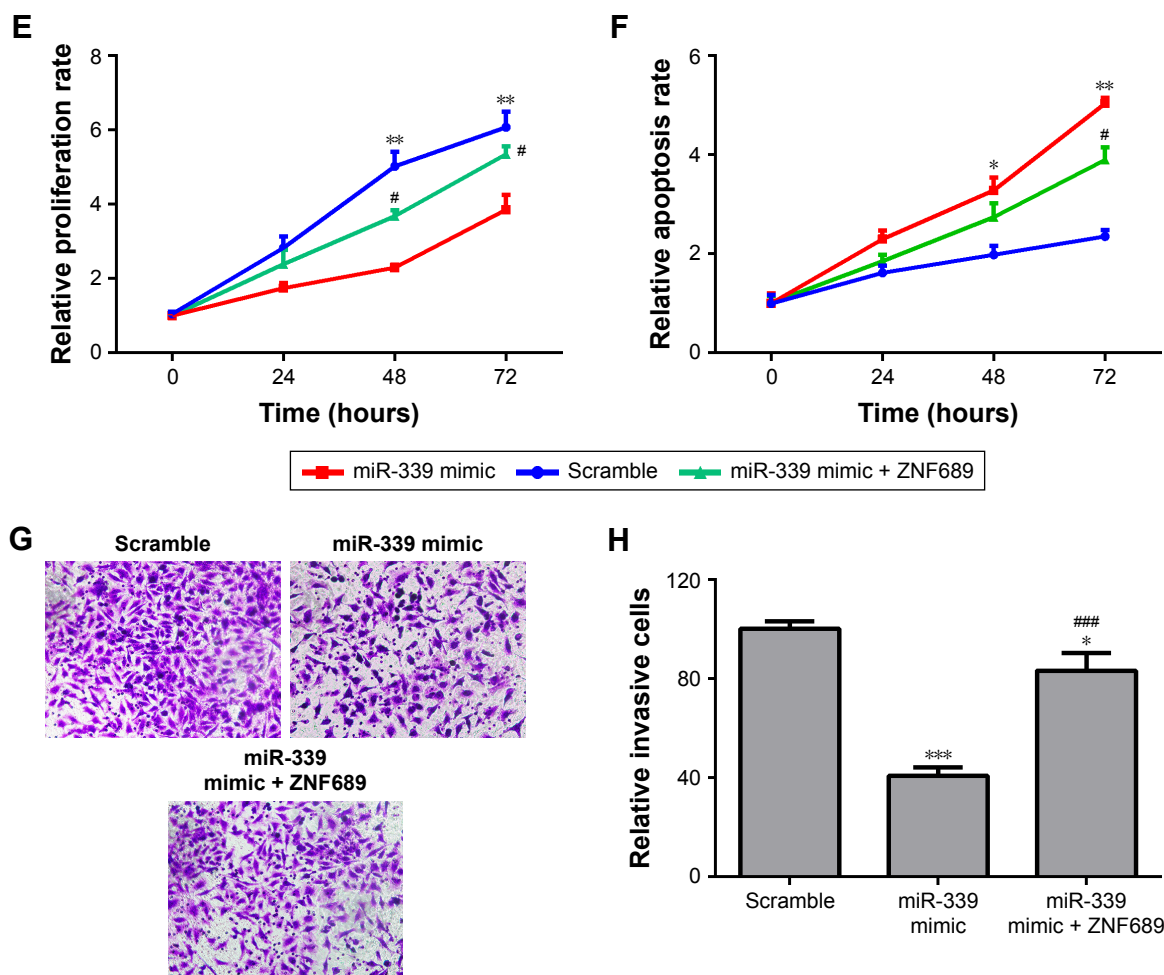 E
Relative proliferation rate
8
6
4
2
0
**
**
#
#
0 24 48 72
Time (hours)
F
Relative apoptosis rate
6
4
2
0
*
**
#
0 24 48 72
Time (hours)
miR-339 mimic Scramble miR-339 mimic + ZNF689
G
Scramble
miR-339 mimic
miR-339
mimic + ZNF689
H
Relative invasive cells
120
80
40
0
***
###
*
Scramble
miR-339
mimic
miR-339
mimic + ZNF689